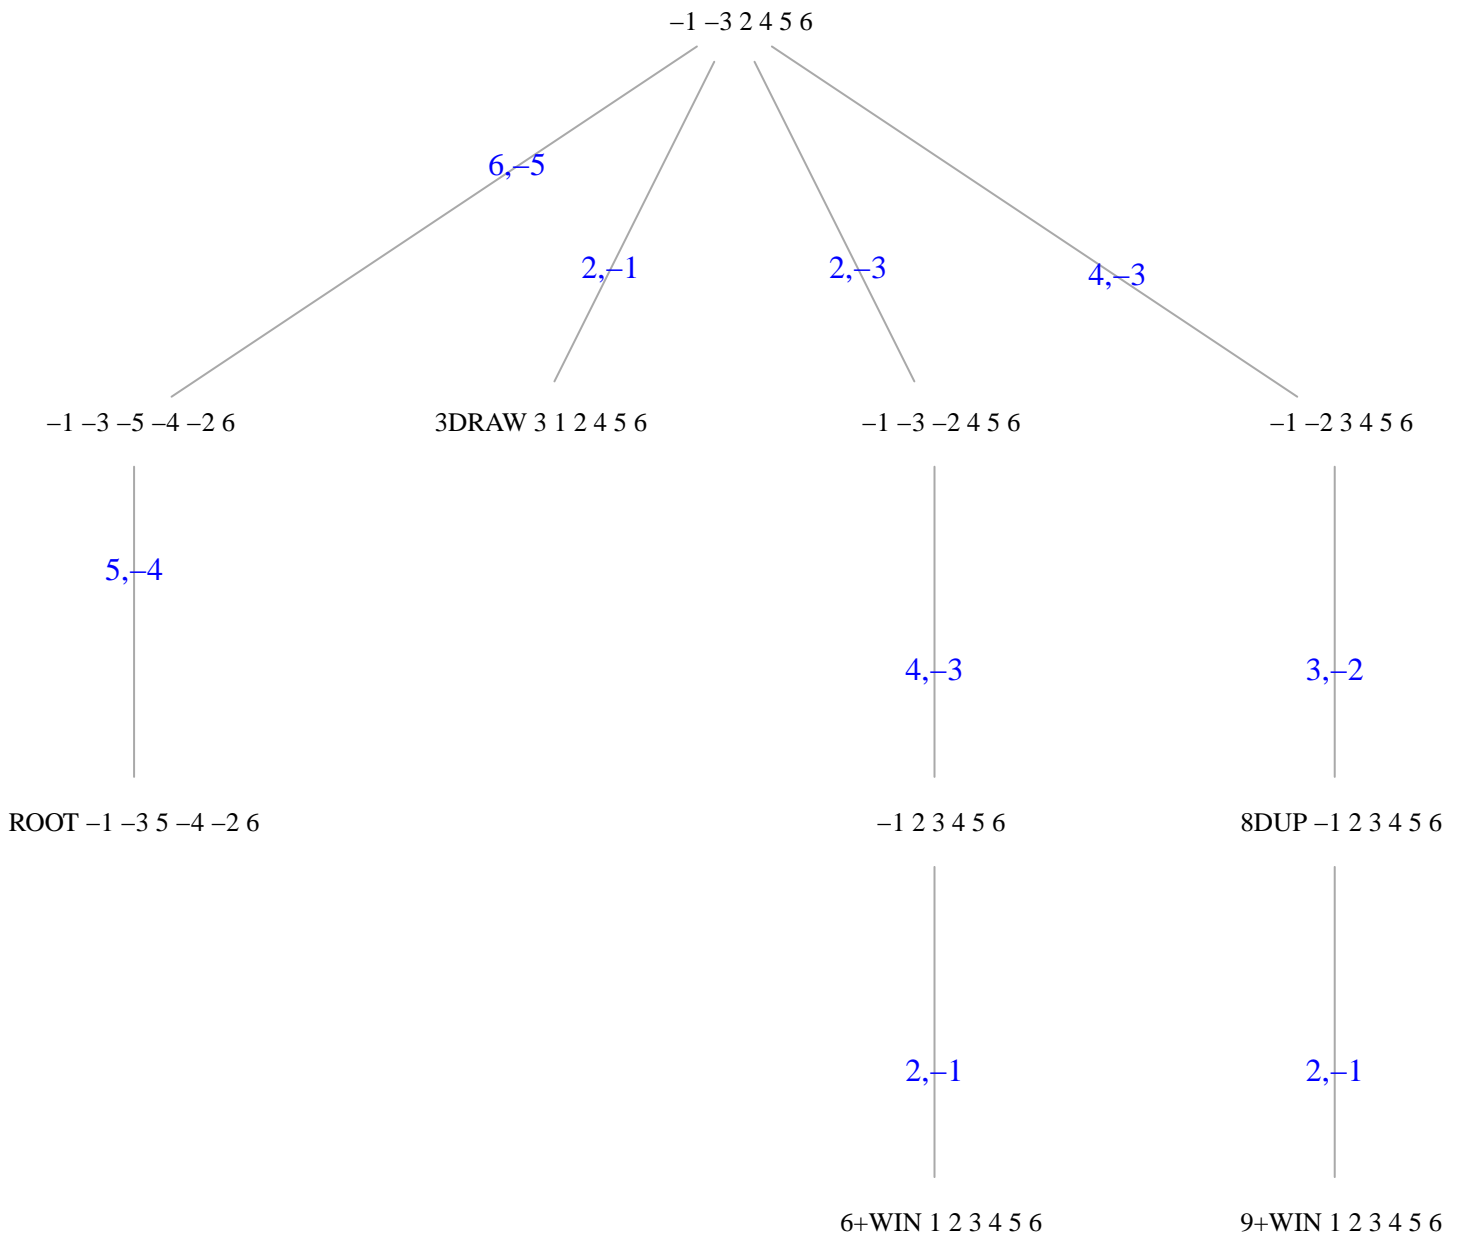 –1 –3 2 4 5 6
6,–5
2,–1
2,–3
4,–3
–1 –3 –5 –4 –2 6
3DRAW 3 1 2 4 5 6
–1 –3 –2 4 5 6
–1 –2 3 4 5 6
5,–4
4,–3
3,–2
ROOT –1 –3 5 –4 –2 6
–1 2 3 4 5 6
8DUP –1 2 3 4 5 6
2,–1
2,–1
6+WIN 1 2 3 4 5 6
9+WIN 1 2 3 4 5 6